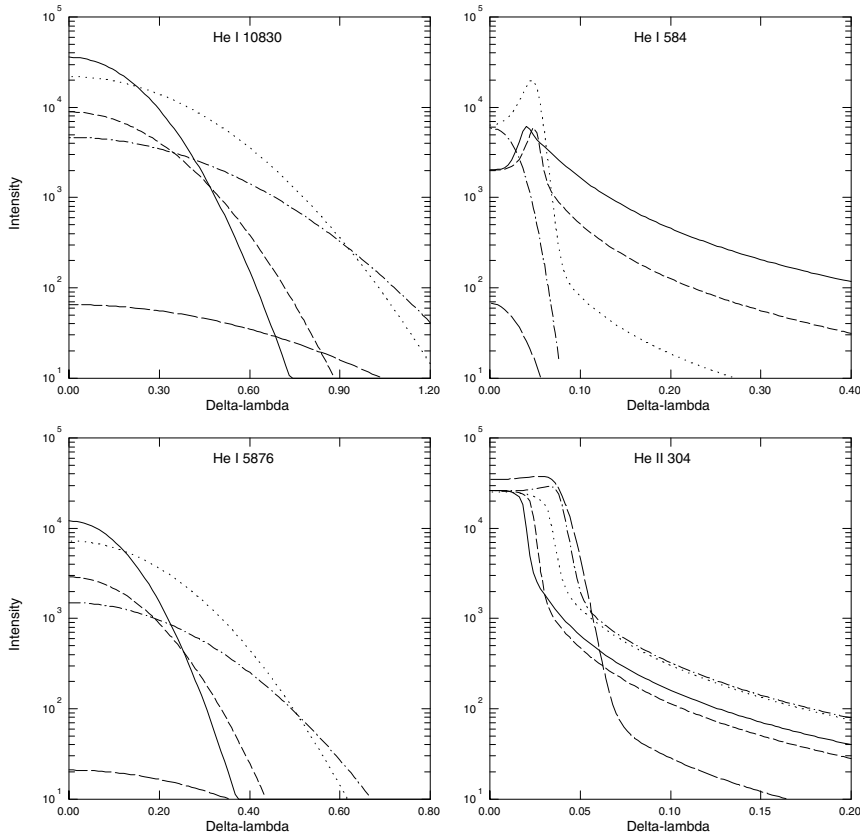 He I 10830
10^5
10^4
10^3
10^2
10^1
Intensity
0.00 0.30 0.60 0.90 1.20
Delta-lambda
He I 584
10^5
10^4
10^3
10^2
10^1
0.00 0.10 0.20 0.30 0.40
Delta-lambda
He I 5876
10^5
10^4
10^3
10^2
10^1
Intensity
0.00 0.20 0.40 0.60 0.80
Delta-lambda
He II 304
10^5
10^4
10^3
10^2
10^1
0.00 0.05 0.10 0.15 0.20
Delta-lambda